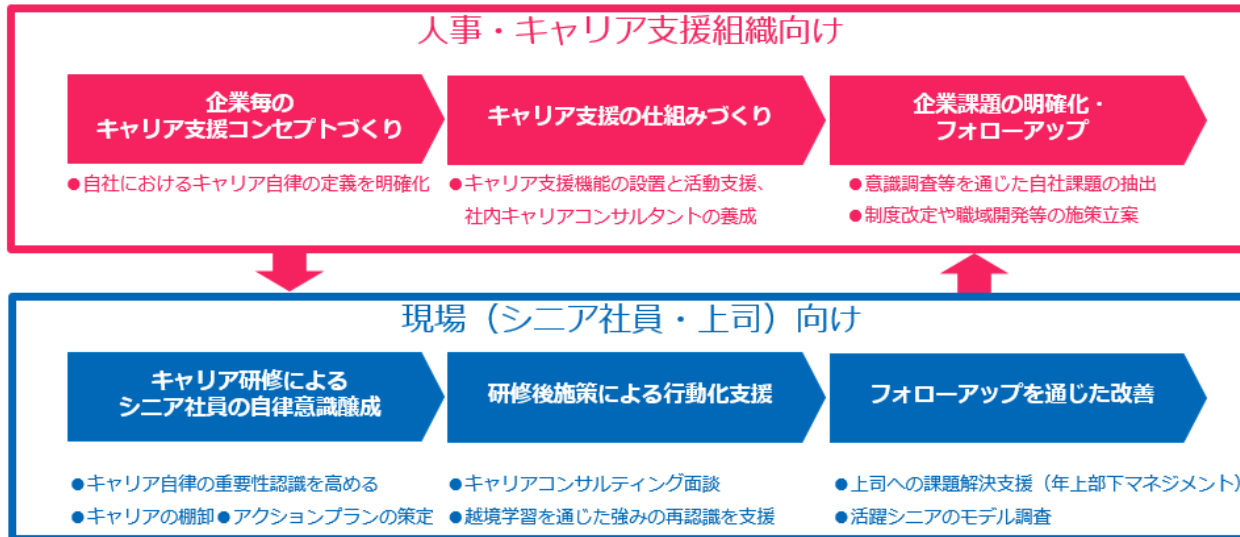 人事・キャリア支援組織向け
企業毎の
キャリア支援コンセプトづくり
キャリア支援の仕組みづくり
企業課題の明確化・
フォローアップ
●自社におけるキャリア自律の定義を明確化
●キャリア支援機能の設置と活動支援、
社内キャリアコンサルタントの養成
●意識調査等を通じた自社課題の抽出
●制度改定や職域開発等の施策立案
現場（シニア社員・上司）向け
キャリア研修による
シニア社員の自律意識醸成
研修後施策による行動化支援
フォローアップを通じた改善
●キャリア自律の重要性認識を高める
●キャリアの棚卸●アクションプランの策定
●キャリアコンサルティング面談
●越境学習を通じた強みの再認識を支援
●上司への課題解決支援（年上部下マネジメント）
●活躍シニアのモデル調査